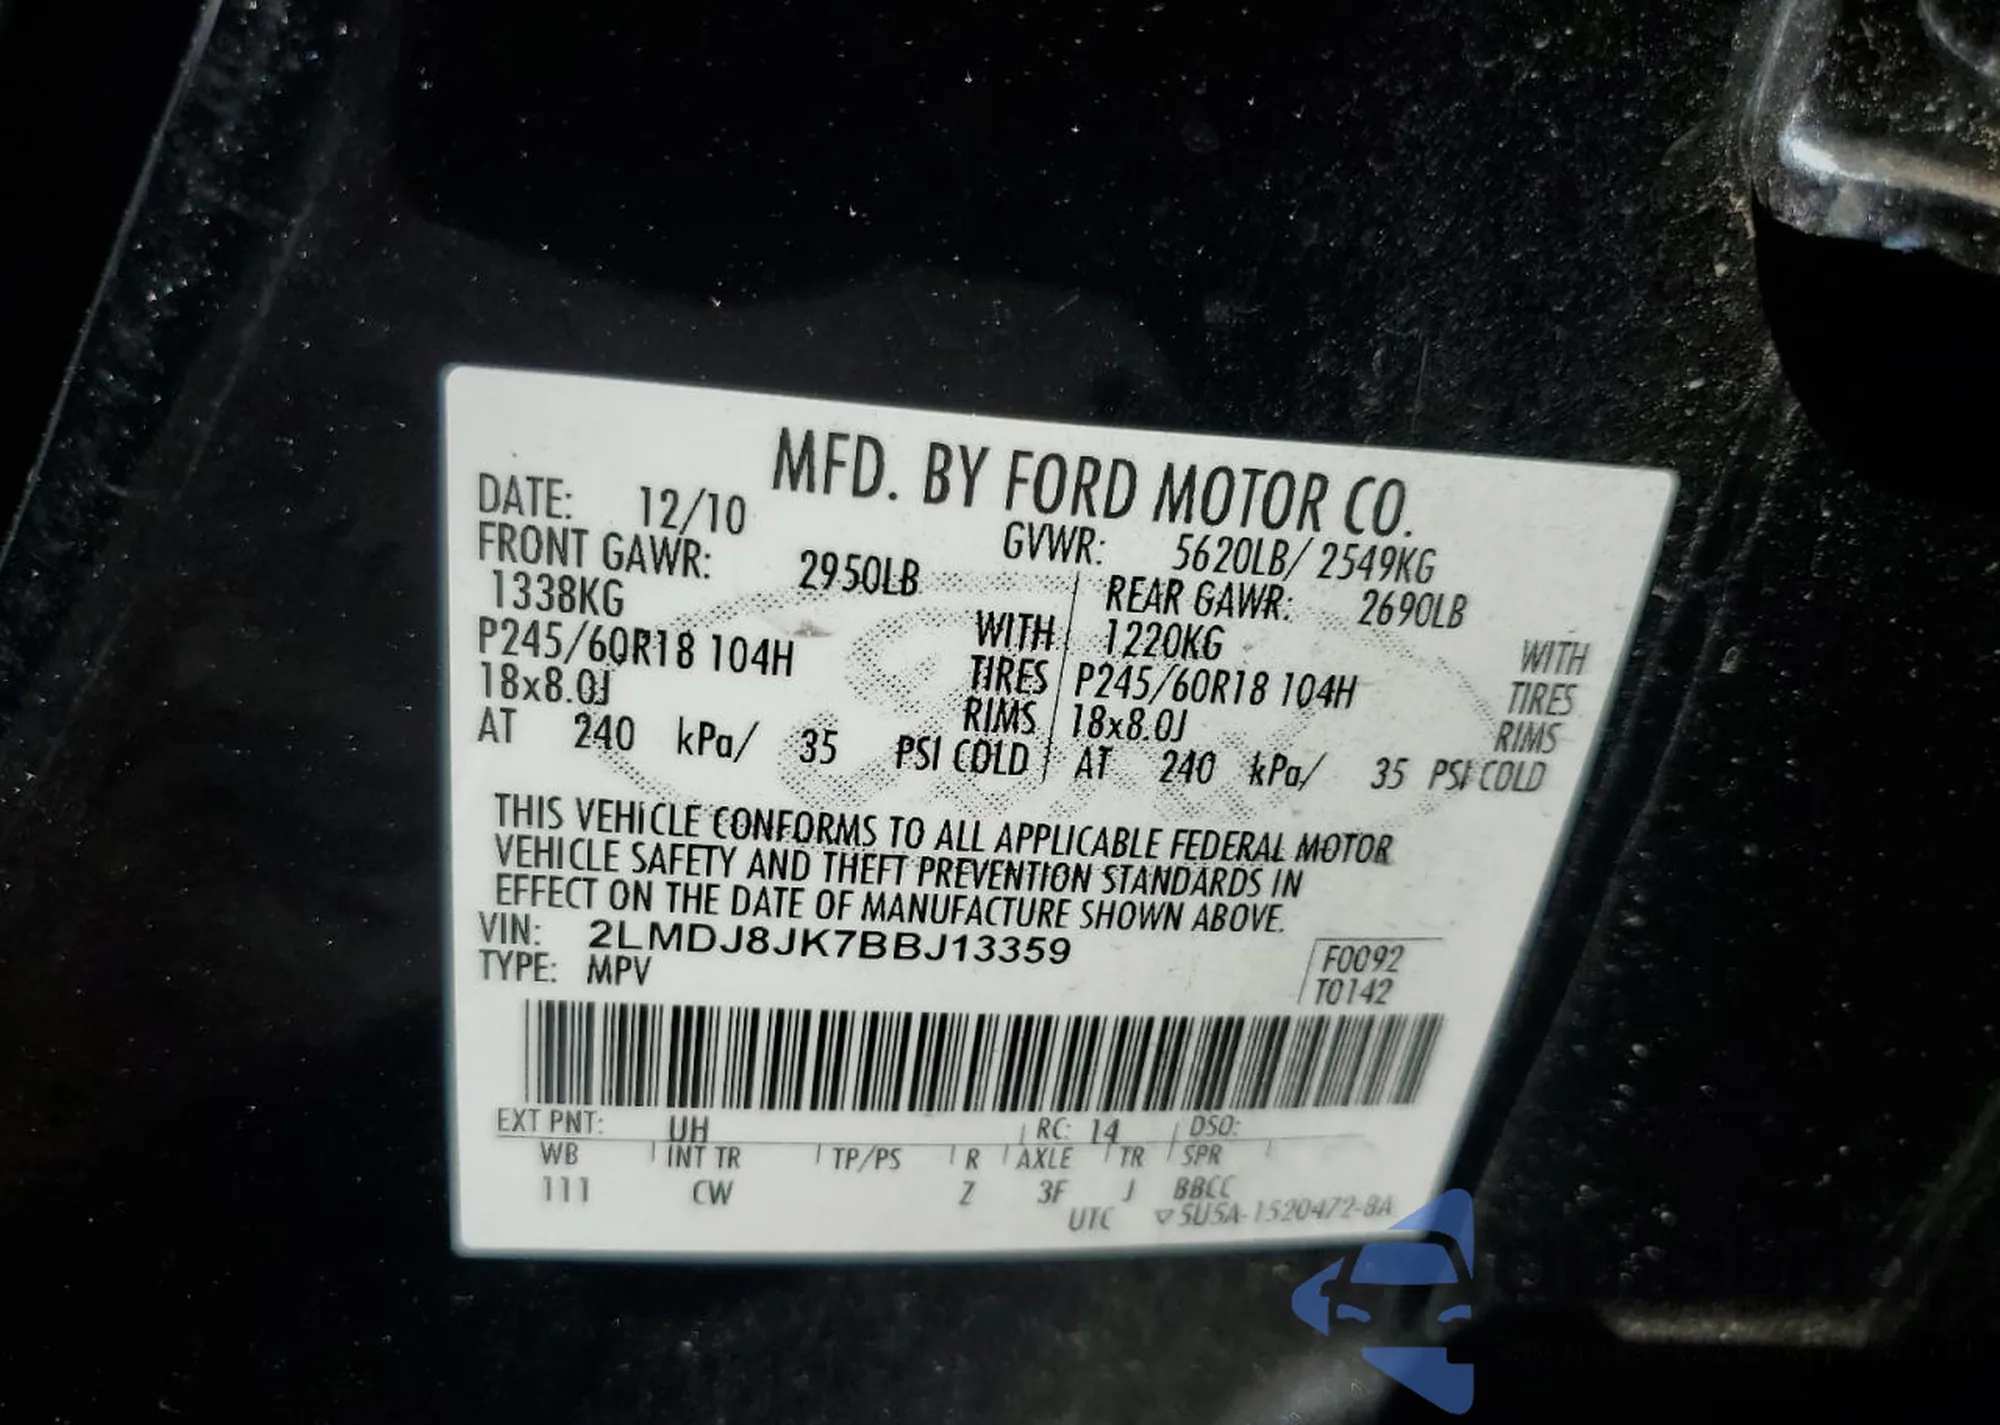 MFD. BY FORD MOTOR CO.
DATE: 12/10 GVWR: 5620LB/ 2549KG
FRONT GAWR: 2950LB REAR GAWR: 2690LB
1338KG WITH 1220KG WITH
P245/60R18 104H TIRES P245/60R18 104H TIRES
18x8.0J RIMS 18x8.0J RIMS
AT 240 kPa/ 35 PSI COLD AT 240 kPa/ 35 PSI COLD
THIS VEHICLE CONFORMS TO ALL APPLICABLE FEDERAL MOTOR
VEHICLE SAFETY AND THEFT PREVENTION STANDARDS IN
EFFECT ON THE DATE OF MANUFACTURE SHOWN ABOVE.
VIN: 2LMDJ8JK7BBJ13359 F0092
TYPE: MPV T0142
EXT PNT: UH RC: 14 DSO:
WB INT TR TP/PS R AXLE TR SPR
111 CW Z 3F J BBCC
UTC ▽5U5A-1520472-BA